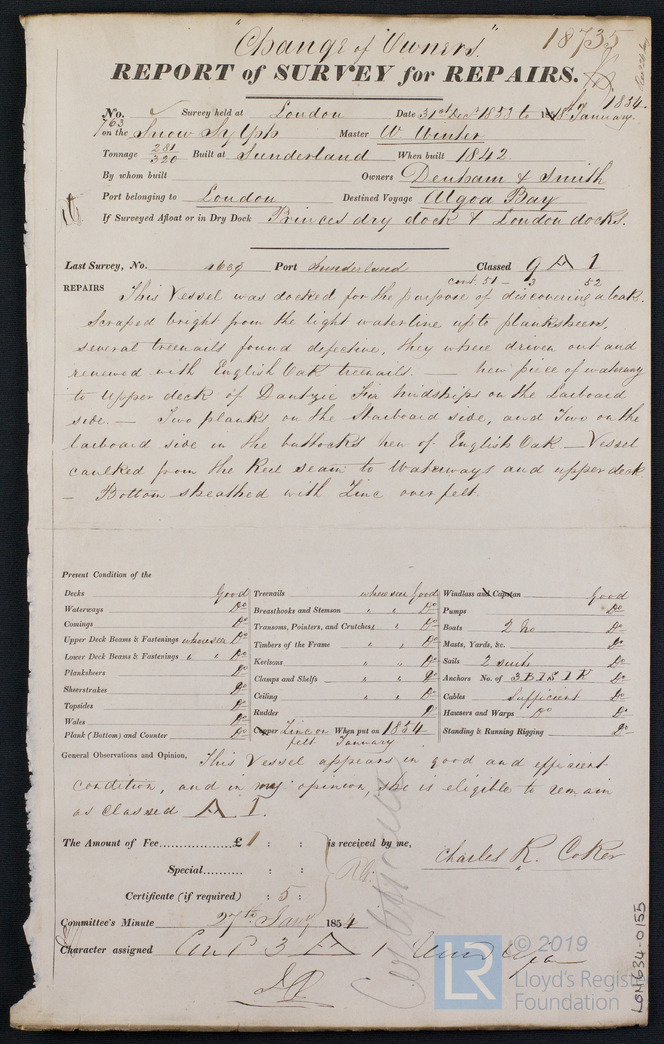 "Change of Owners" 18735
REPORT of SURVEY for REPAIRS.
No. 763 Survey held at London Date 31st Decr 1853 to 18th January 1854.
on the Snow Sylph Master W Winter
Tonnage 281/320 Built at Sunderland When built 1842.
By whom built Owners Denham & Smith
Port belonging to London Destined Voyage Algoa Bay
If Surveyed Afloat or in Dry Dock Princes dry dock & London docks.
Last Survey, No. 1609 Port Sunderland Classed 9 A 1
cont. 51 - 3 52
REPAIRS This Vessel was docked for the purpose of discovering a leak.
Scraped bright from the light waterline up to planksheers,
several treenails found defective, they where driven out and
renewed with English Oak treenails. — new piece of waterway
to upper deck of Dantzic Fir midships on the Larboard
side. — Two planks on the Starboard side, and Two on the
larboard side in the buttocks new of English Oak — Vessel
caulked from the Keel seam to Waterways and upper deck
— Bottom sheathed with Zinc over felt.
Present Condition of the
Decks Good Treenails where seen Good Windlass and Capstan Good
Waterways Do Breasthooks and Stemson " " Do Pumps " Do
Comings Do Transoms, Pointers, and Crutches " " Do Boats 2 No Do
Upper Deck Beams & Fastenings where seen Do Timbers of the Frame " " Do Masts, Yards, &c. Do
Lower Deck Beams & Fastenings " " Do Keelsons " " Do Sails 2 suits Do
Planksheers Do Clamps and Shelfs " " Do Anchors No. of 3 B 1 S 1 K Do
Sheerstrakes Do Ceiling " " Do Cables Sufficient Do
Topsides Do Rudder Do Hawsers and Warps Do Do
Wales Do Copper Zinc on felt When put on 1854 January Standing & Running Rigging Do
Plank (Bottom) and Counter Do
General Observations and Opinion, This Vessel appears in good and efficient
condition, and in my opinion, she is eligible to remain
as classed A 1.
The Amount of Fee £ 1 : : is received by me,
Special : :
Charles R. Coker
Certificate (if required) : 5 :
Committee's Minute 27th Jany 1854
Character assigned Cont 3 A 1
Certificate
© 2019
LR
Lloyd's Register
Foundation
LON634-0155